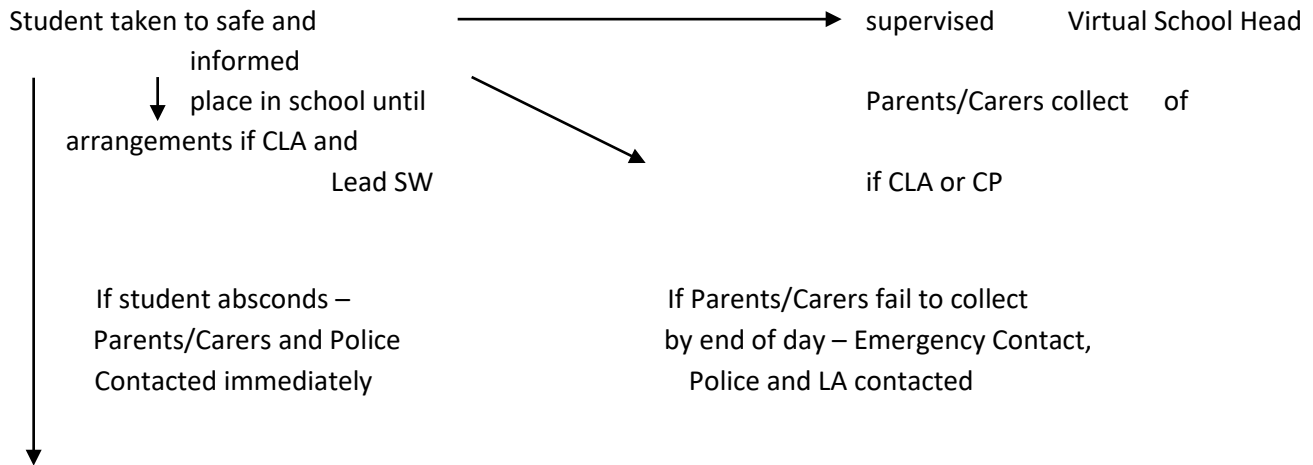 Student taken to safe and supervised Virtual School Head
informed
place in school until Parents/Carers collect of
arrangements if CLA and
Lead SW if CLA or CP
If student absconds –
Parents/Carers and Police
Contacted immediately
If Parents/Carers fail to collect
by end of day – Emergency Contact,
Police and LA contacted